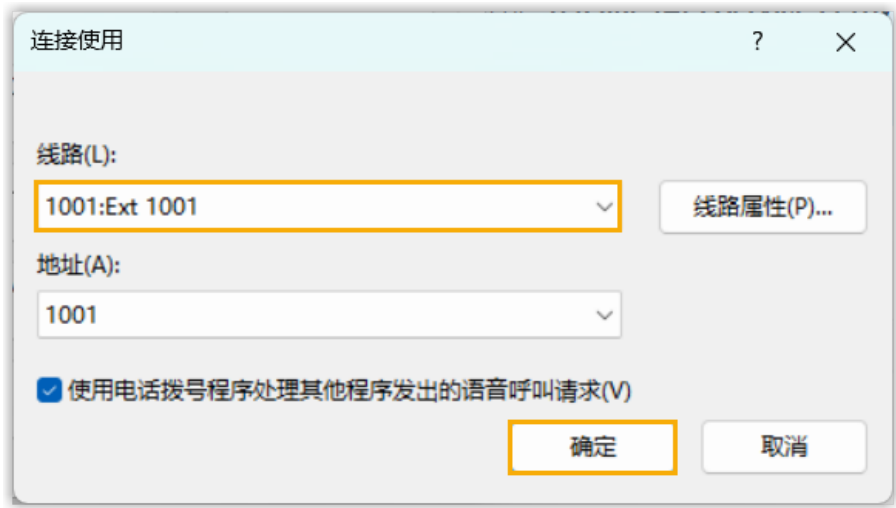 连接使用 ?
线路(L):
1001:Ext 1001 线路属性(P)...
地址(A):
1001
使用电话拨号程序处理其他程序发出的语音呼叫请求(V)
确定 取消